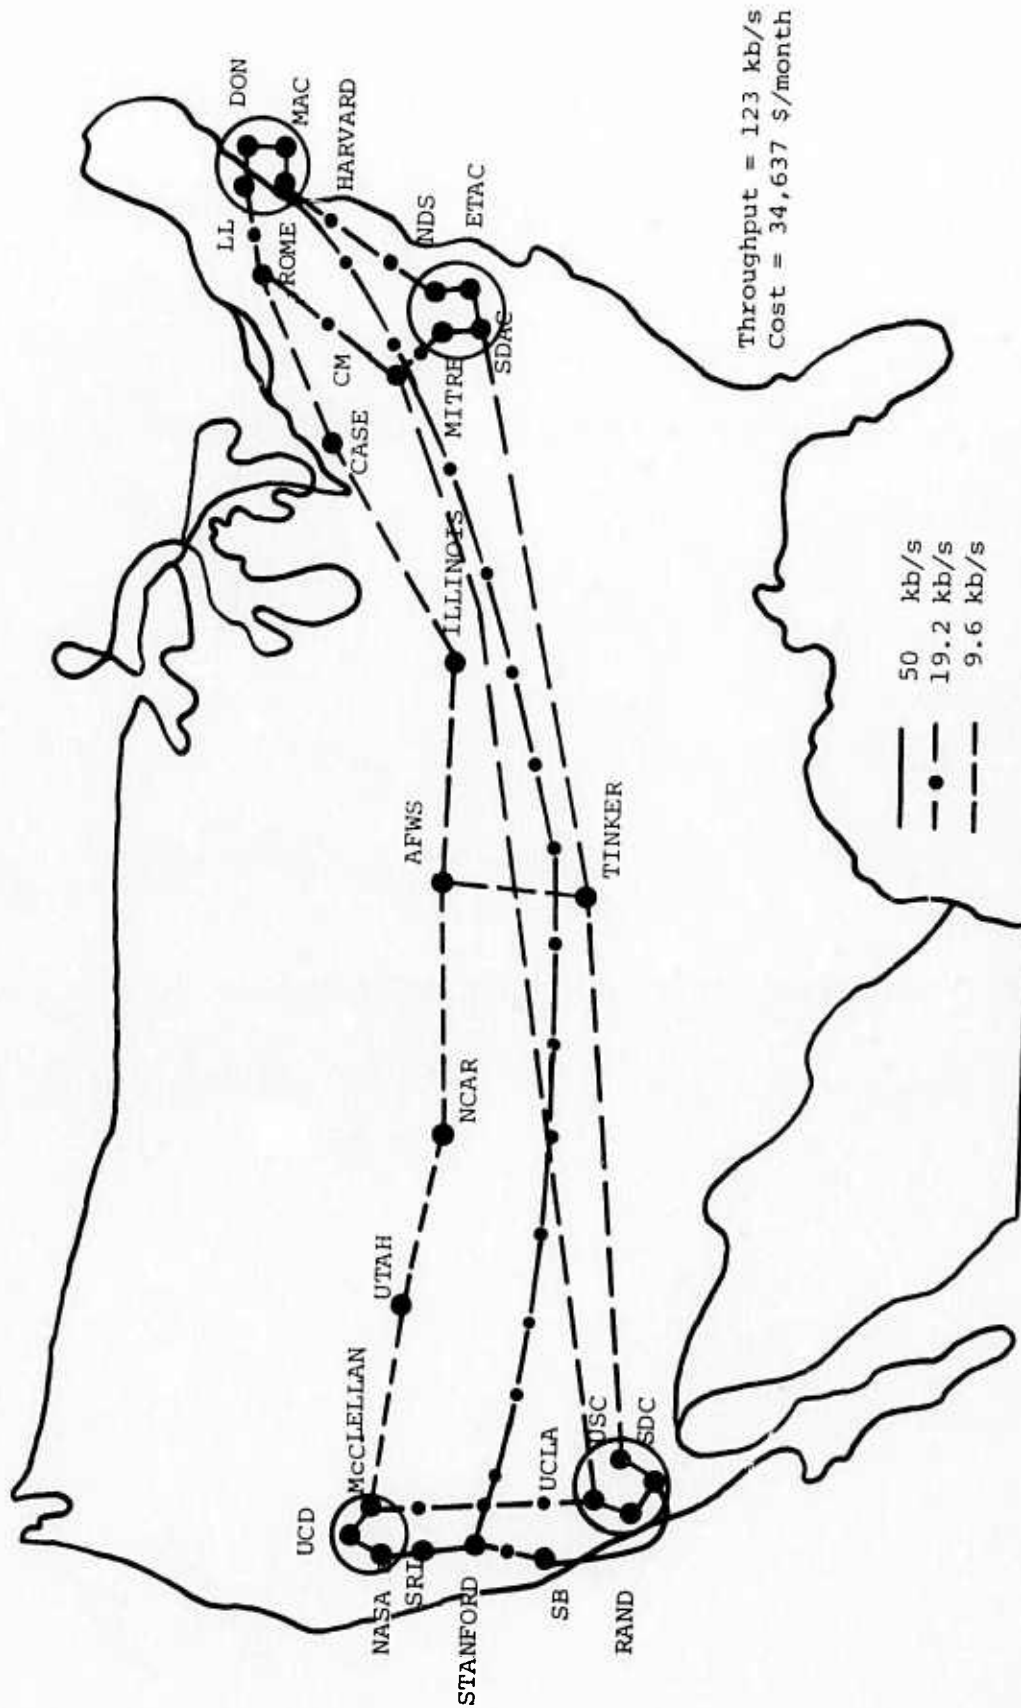 DON
MAC
HARVARD
LL
ROME
NDS
ETAC
CM
SDAC
MITRE
CASE
ILLINOIS
AFWS
TINKER
NCAR
UTAH
McCLELLAN
UCD
NASA
SRI
STANFORD
SB
UCLA
USC
SDC
RAND
Throughput = 123 kb/s
Cost = 34,637 $/month
50 kb/s
19.2 kb/s
9.6 kb/s